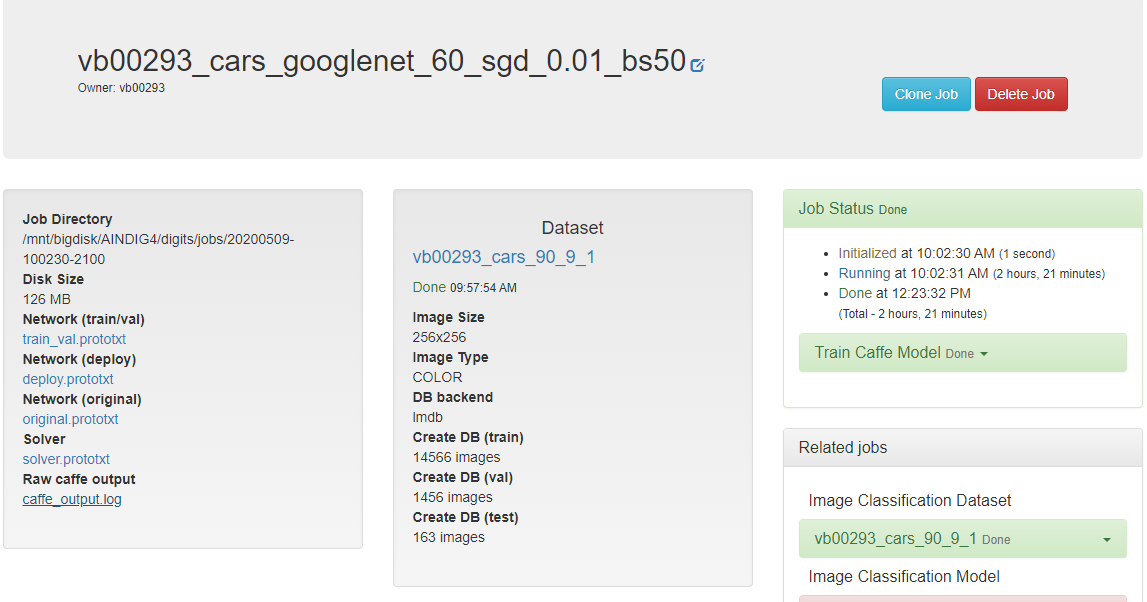 vb00293_cars_googlenet_60_sgd_0.01_bs50
Owner: vb00293
Clone Job
Delete Job
Job Directory
/mnt/bigdisk/AINDIG4/digits/jobs/20200509-
100230-2100
Disk Size
126 MB
Network (train/val)
train_val.prototxt
Network (deploy)
deploy.prototxt
Network (original)
original.prototxt
Solver
solver.prototxt
Raw caffe output
caffe_output.log
Dataset
vb00293_cars_90_9_1
Done 09:57:54 AM
Image Size
256x256
Image Type
COLOR
DB backend
lmdb
Create DB (train)
14566 images
Create DB (val)
1456 images
Create DB (test)
163 images
Job Status Done
Initialized at 10:02:30 AM (1 second)
Running at 10:02:31 AM (2 hours, 21 minutes)
Done at 12:23:32 PM
(Total - 2 hours, 21 minutes)
Train Caffe Model Done
Related jobs
Image Classification Dataset
vb00293_cars_90_9_1 Done
Image Classification Model